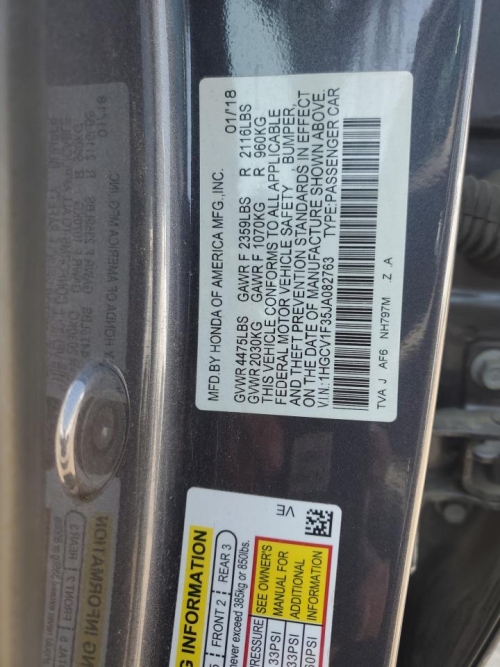 MFD.BY HONDA OF AMERICA MFG.,INC. 01/18
GVWR 4475LBS GAWR F 2359LBS R 2116LBS
GVWR 2030KG GAWR F 1070KG R 960KG
THIS VEHICLE CONFORMS TO ALL APPLICABLE
FEDERAL MOTOR VEHICLE SAFETY BUMPER,
AND THEFT PREVENTION STANDARDS IN EFFECT
ON THE DATE OF MANUFACTURE SHOWN ABOVE.
V.I.N.:1HGCV1F35JA082763 TYPE:PASSENGER CAR
TVA J AF6 NH797M Z A
VE
G INFORMATION
5 FRONT 2 REAR 3
never exceed 385kg or 850lbs.
PRESSURE SEE OWNER'S
33PSI MANUAL FOR
33PSI ADDITIONAL
60PSI INFORMATION